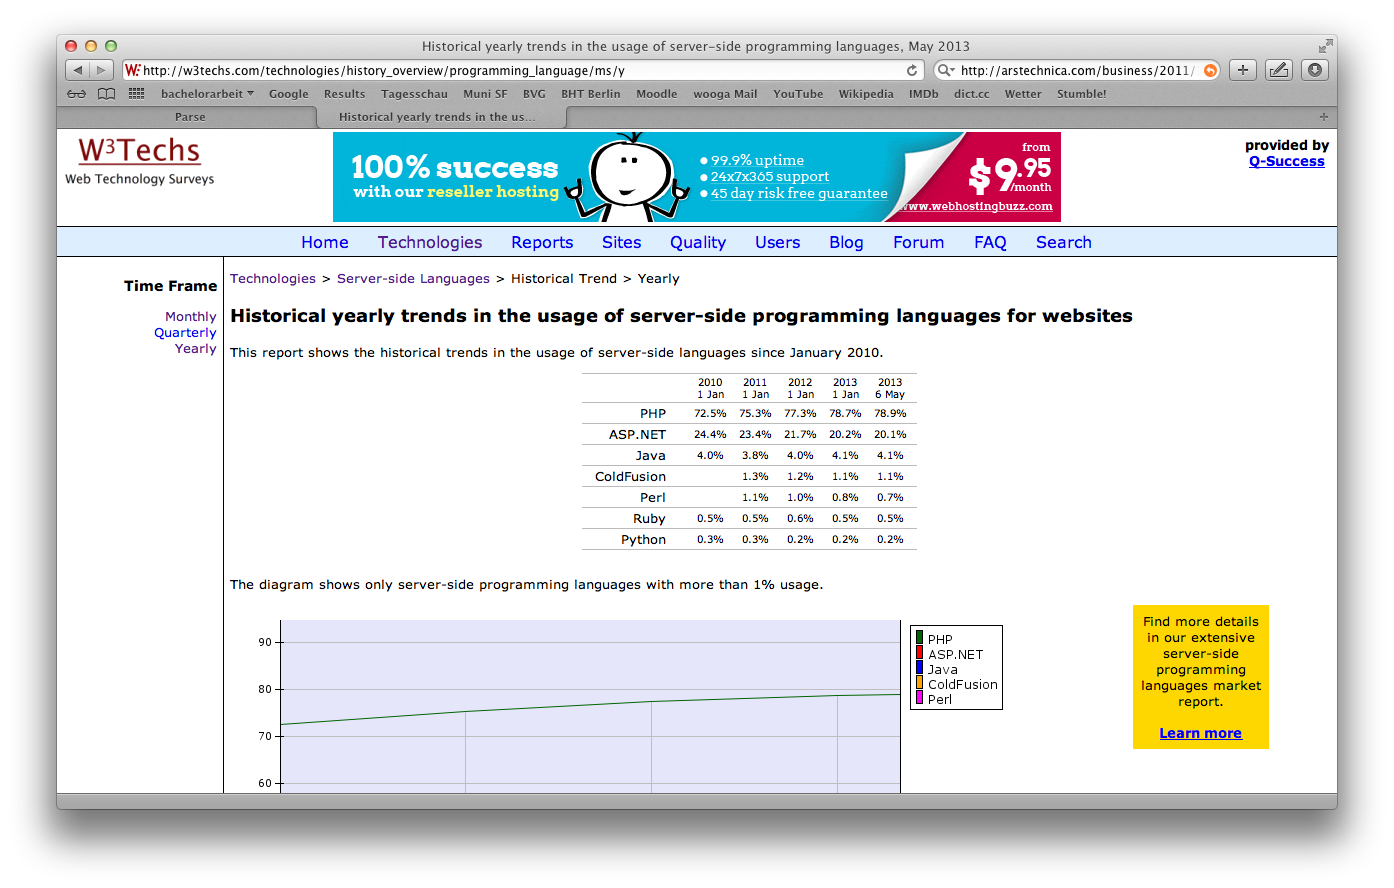 Historical yearly trends in the usage of server-side programming languages, May 2013
http://w3techs.com/technologies/history_overview/programming_language/ms/y
http://arstechnica.com/business/2011/
bachelorarbeit Google Results Tagesschau Muni SF BVG BHT Berlin Moodle wooga Mail YouTube Wikipedia IMDb dict.cc Wetter Stumble!
Parse Historical yearly trends in the us...
W3Techs
Web Technology Surveys
100% success
with our reseller hosting
99.9% uptime
24x7x365 support
45 day risk free guarantee
from
$9.95
/month
www.webhostingbuzz.com
provided by
Q-Success
Home Technologies Reports Sites Quality Users Blog Forum FAQ Search
Time Frame
Monthly
Quarterly
Yearly
Technologies > Server-side Languages > Historical Trend > Yearly
Historical yearly trends in the usage of server-side programming languages for websites
This report shows the historical trends in the usage of server-side languages since January 2010.
2010 2011 2012 2013 2013
1 Jan 1 Jan 1 Jan 1 Jan 6 May
PHP 72.5% 75.3% 77.3% 78.7% 78.9%
ASP.NET 24.4% 23.4% 21.7% 20.2% 20.1%
Java 4.0% 3.8% 4.0% 4.1% 4.1%
ColdFusion 1.3% 1.2% 1.1% 1.1%
Perl 1.1% 1.0% 0.8% 0.7%
Ruby 0.5% 0.5% 0.6% 0.5% 0.5%
Python 0.3% 0.3% 0.2% 0.2% 0.2%
The diagram shows only server-side programming languages with more than 1% usage.
90
80
70
60
PHP
ASP.NET
Java
ColdFusion
Perl
Find more details
in our extensive
server-side
programming
languages market
report.
Learn more